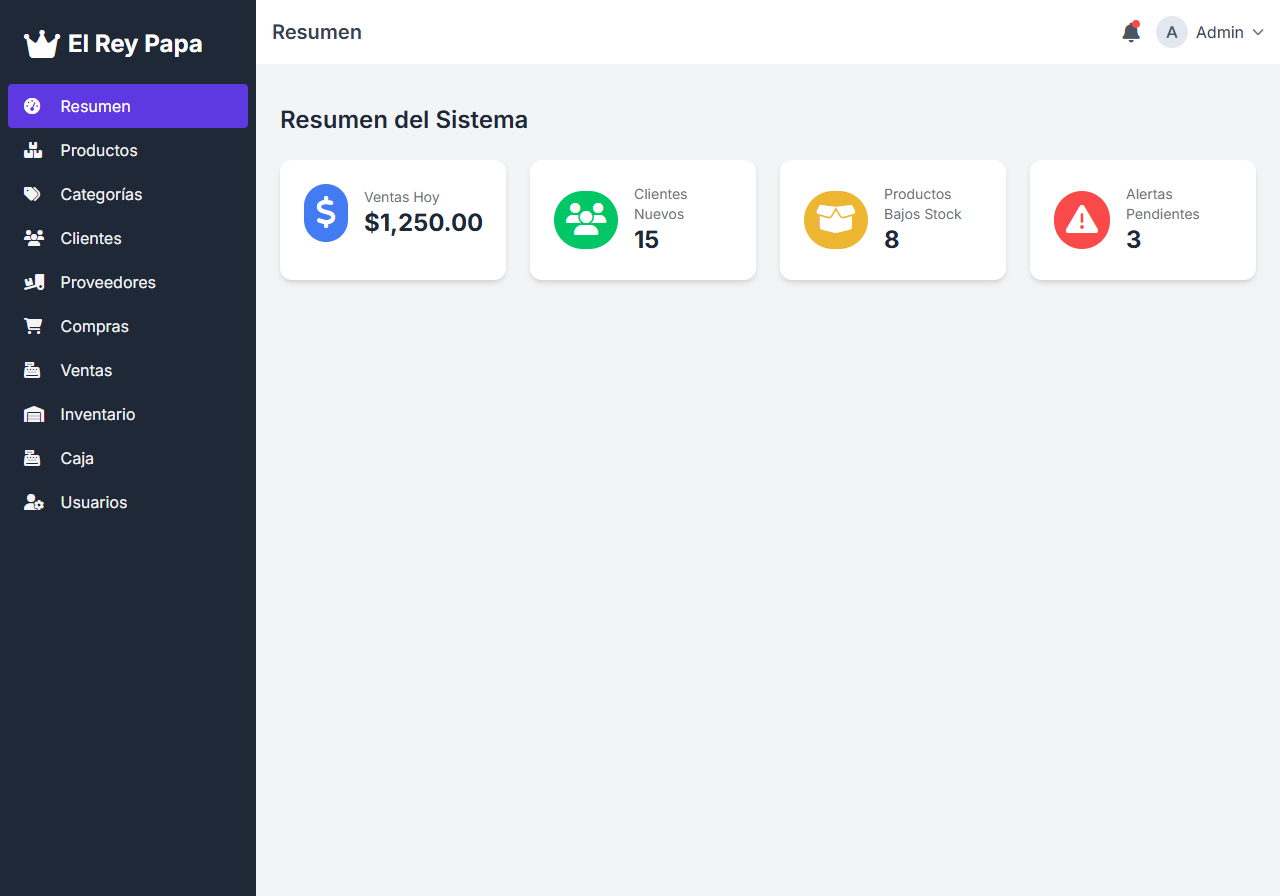 El Rey Papa
Resumen
Productos
Categorías
Clientes
Proveedores
Compras
Ventas
Inventario
Caja
Usuarios
Resumen
A
Admin
Resumen del Sistema
Ventas Hoy
$1,250.00
Clientes
Nuevos
15
Productos
Bajos Stock
8
Alertas
Pendientes
3